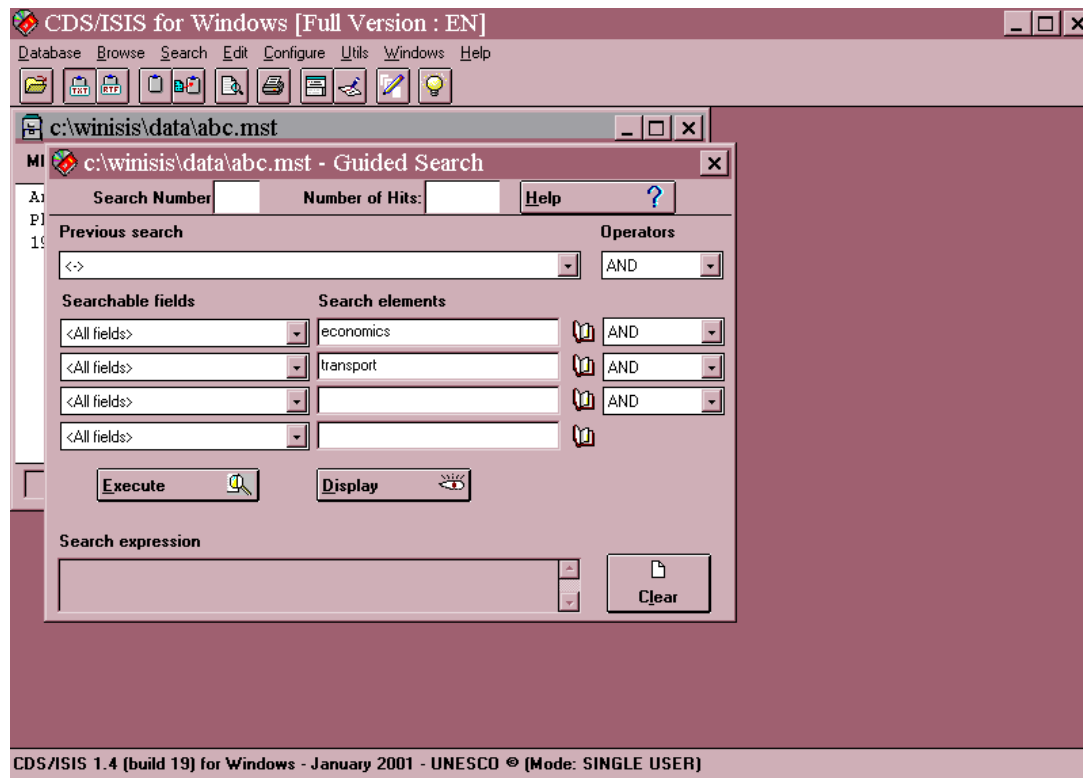 CDS/ISIS for Windows [Full Version : EN]
Database Browse Search Edit Configure Utils Windows Help
TXT RTF
c:\winisis\data\abc.mst
c:\winisis\data\abc.mst - Guided Search
Search Number Number of Hits: Help ?
Previous search Operators
<-> AND
Searchable fields Search elements
<All fields> economics AND
<All fields> transport AND
<All fields> AND
<All fields>
Execute Display
Search expression
Clear
CDS/ISIS 1.4 (build 19) for Windows - January 2001 - UNESCO © (Mode: SINGLE USER)